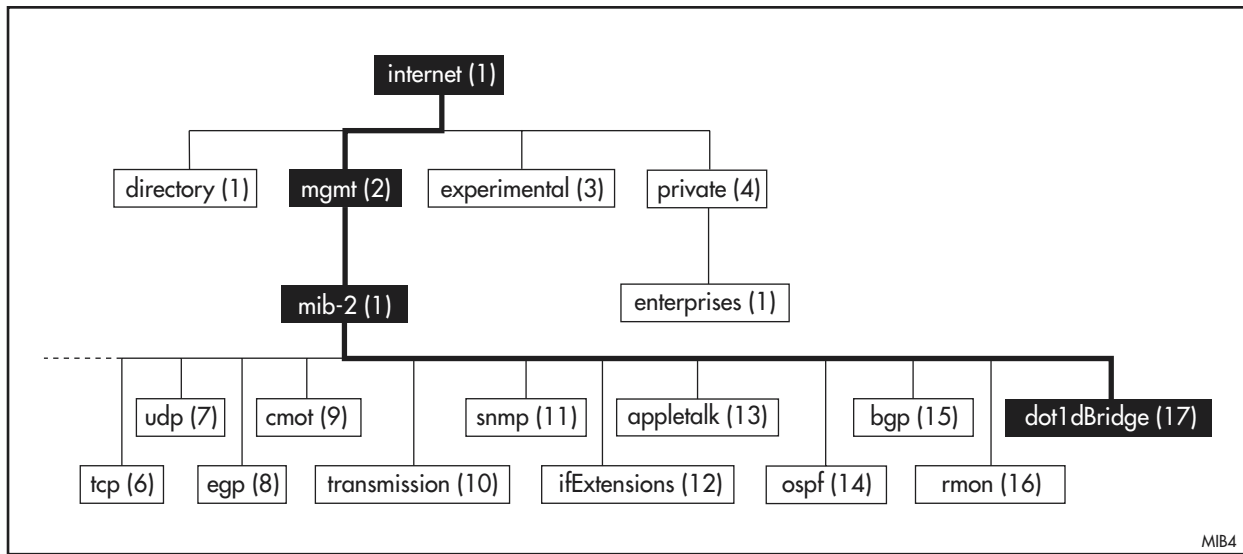 internet (1)
directory (1)
mgmt (2)
experimental (3)
private (4)
mib-2 (1)
enterprises (1)
udp (7)
cmot (9)
snmp (11)
appletalk (13)
bgp (15)
dot1dBridge (17)
tcp (6)
egp (8)
transmission (10)
ifExtensions (12)
ospf (14)
rmon (16)
MIB4